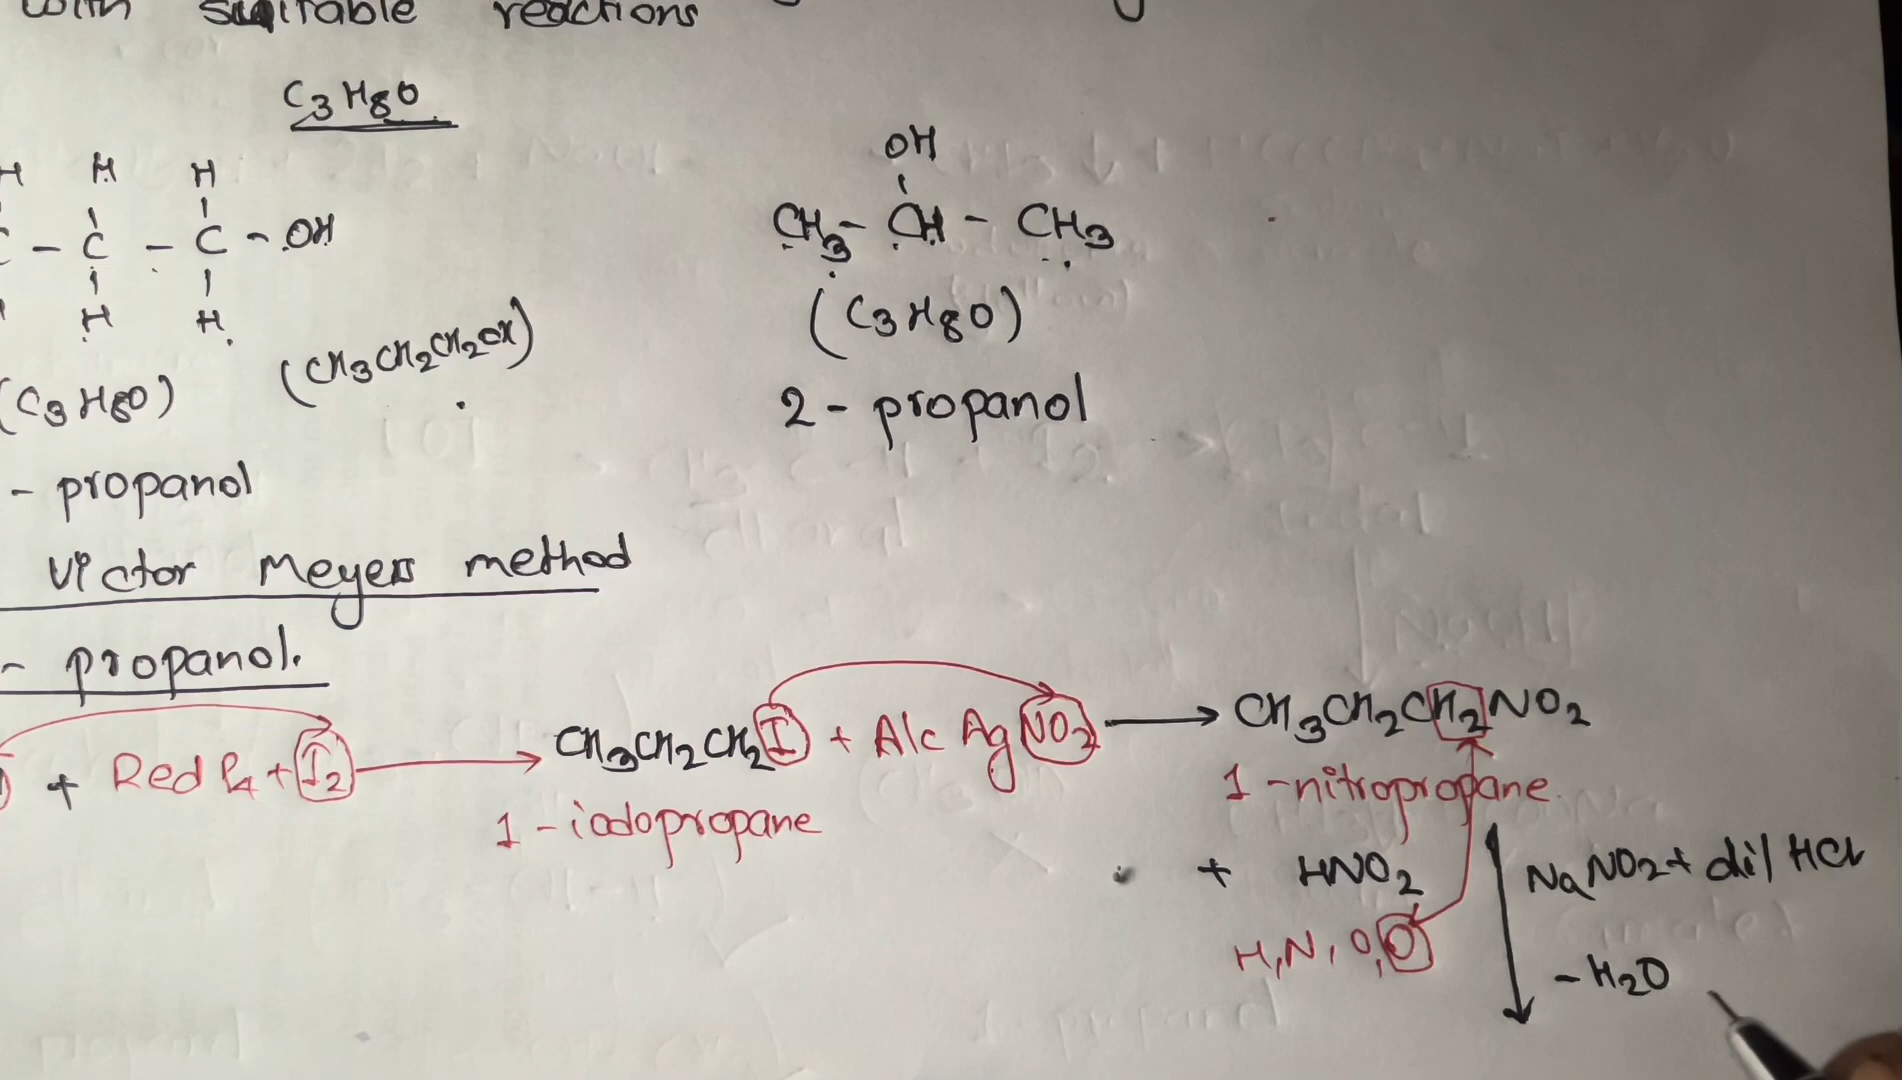 with suitable reactions
C3H8O
H H H
OH
C - C - C - OH
CH3 - CH - CH3
H H
(CH3CH2CH2OH)
(C3H8O)
(C3H8O)
2 - propanol
- propanol
Victor Meyers method
- propanol.
+ Red P4 + I2 → CH3CH2CH2I + Alc AgNO2 → CH3CH2CH2NO2
1 - iodopropane
1 - nitropropane
+ HNO2
NaNO2 + dil HCl
H, N, O, O
- H2O